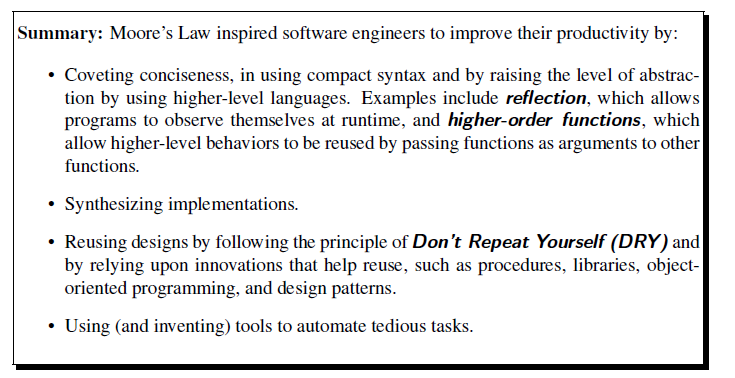 Summary: Moore's Law inspired software engineers to improve their productivity by:
• Coveting conciseness, in using compact syntax and by raising the level of abstrac-
tion by using higher-level languages. Examples include reflection, which allows
programs to observe themselves at runtime, and higher-order functions, which
allow higher-level behaviors to be reused by passing functions as arguments to other
functions.
• Synthesizing implementations.
• Reusing designs by following the principle of Don't Repeat Yourself (DRY) and
by relying upon innovations that help reuse, such as procedures, libraries, object-
oriented programming, and design patterns.
• Using (and inventing) tools to automate tedious tasks.